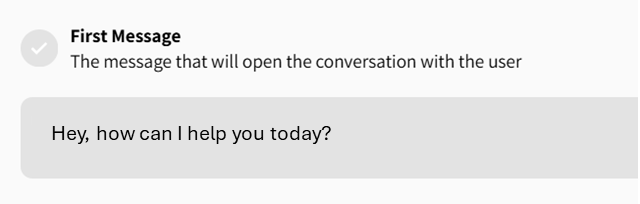 First Message
The message that will open the conversation with the user
Hey, how can I help you today?